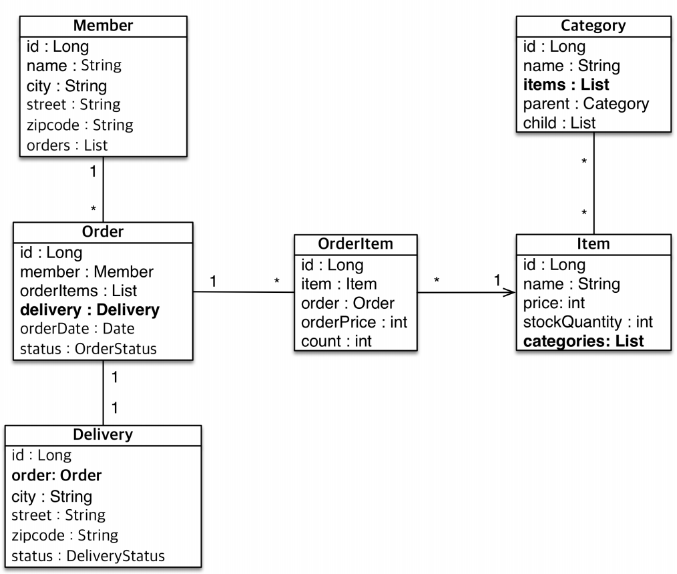 Member
id : Long
name : String
city : String
street : String
zipcode : String
orders : List
1
*
Order
id : Long
member : Member
orderItems : List
delivery : Delivery
orderDate : Date
status : OrderStatus
1
*
1
1
Delivery
id : Long
order: Order
city : String
street : String
zipcode : String
status : DeliveryStatus
OrderItem
id : Long
item : Item
order : Order
orderPrice : int
count : int
*
1
Category
id : Long
name : String
items : List
parent : Category
child : List
*
*
Item
id : Long
name : String
price: int
stockQuantity : int
categories: List